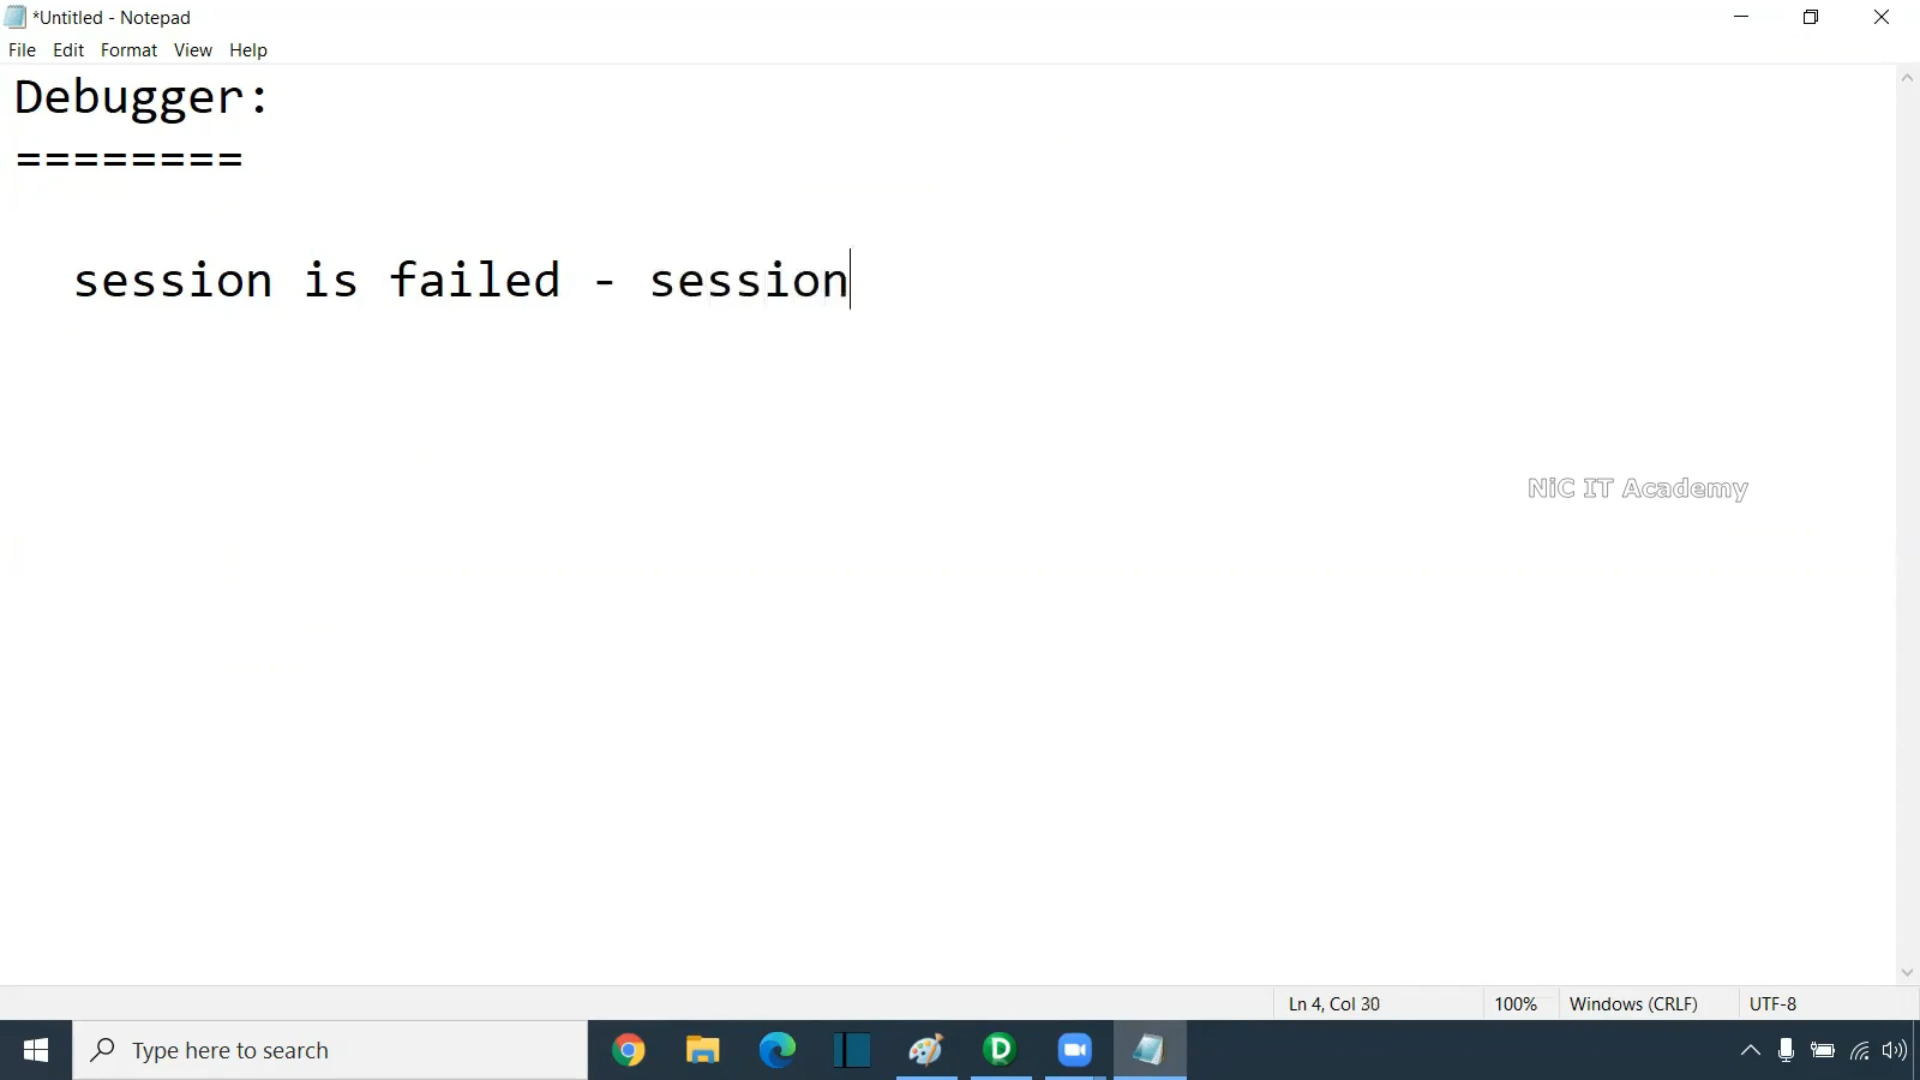 *Untitled - Notepad
File Edit Format View Help
Debugger:
========
session is failed - session
NiC IT Academy
Ln 4, Col 30 100% Windows (CRLF) UTF-8
Type here to search